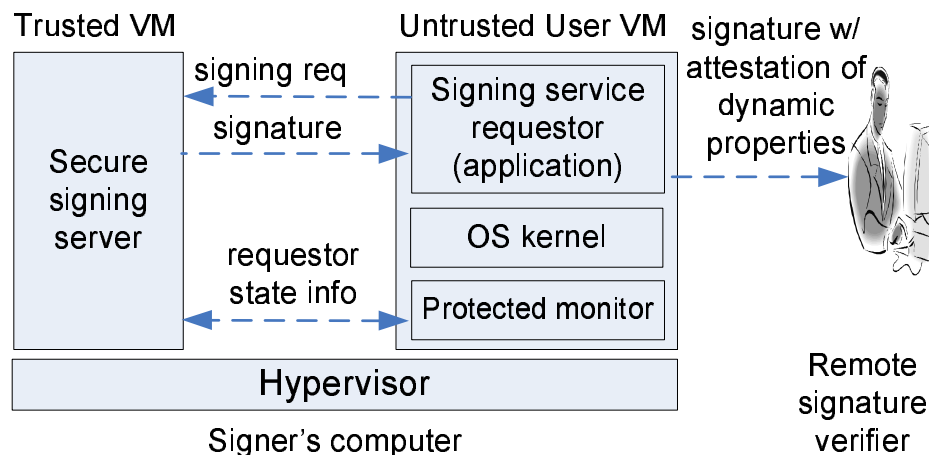 Trusted VM
Untrusted User VM
signature w/
attestation of
dynamic
properties
signing req
signature
Secure
signing
server
requestor
state info
Signing service
requestor
(application)
OS kernel
Protected monitor
Hypervisor
Signer's computer
Remote
signature
verifier